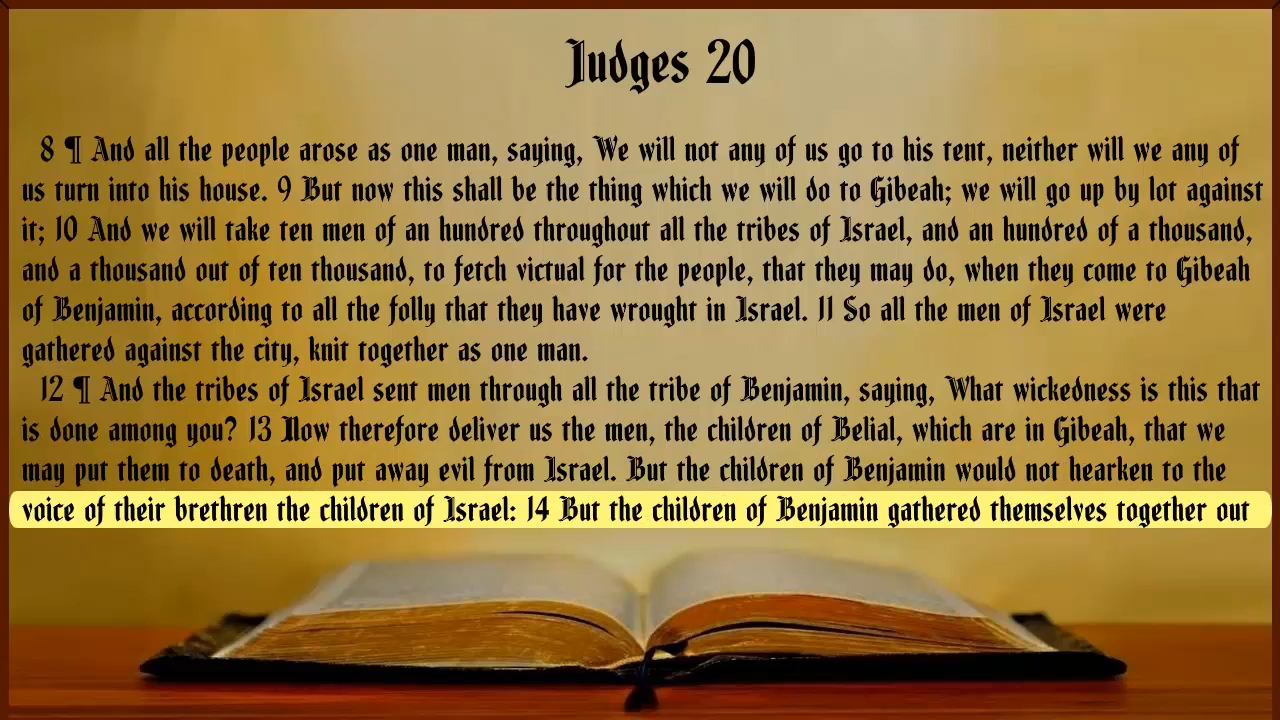 Judges 20
8 ¶ And all the people arose as one man, saying, We will not any of us go to his tent, neither will we any of
us turn into his house. 9 But now this shall be the thing which we will do to Gibeah; we will go up by lot against
it; 10 And we will take ten men of an hundred throughout all the tribes of Israel, and an hundred of a thousand,
and a thousand out of ten thousand, to fetch victual for the people, that they may do, when they come to Gibeah
of Benjamin, according to all the folly that they have wrought in Israel. 11 So all the men of Israel were
gathered against the city, knit together as one man.
12 ¶ And the tribes of Israel sent men through all the tribe of Benjamin, saying, What wickedness is this that
is done among you? 13 Now therefore deliver us the men, the children of Belial, which are in Gibeah, that we
may put them to death, and put away evil from Israel. But the children of Benjamin would not hearken to the
voice of their brethren the children of Israel: 14 But the children of Benjamin gathered themselves together out